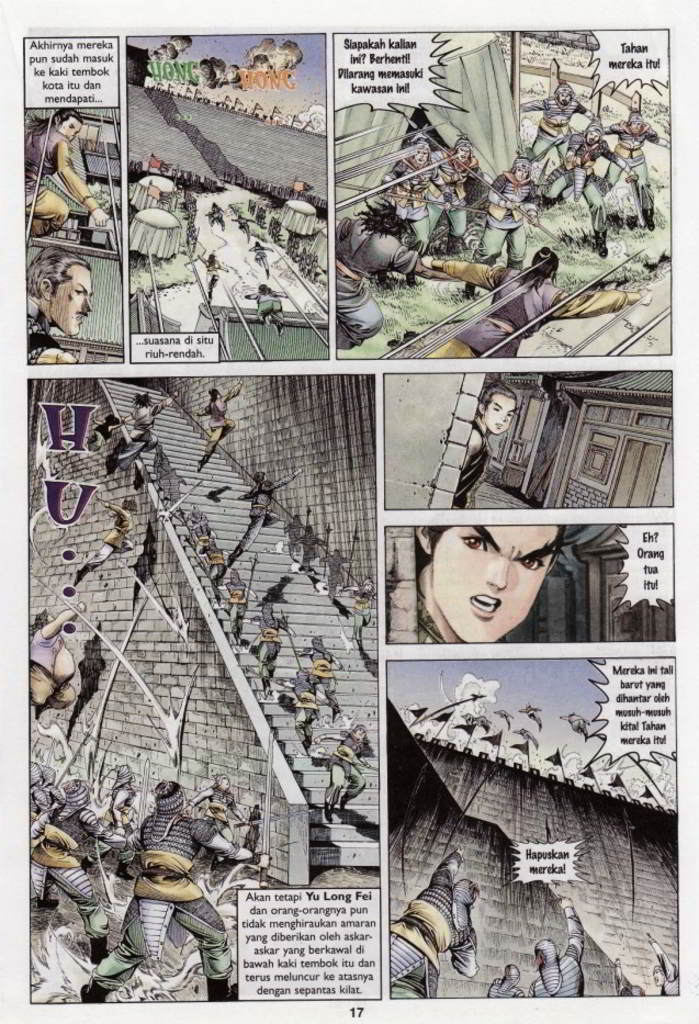 Akhirnya mereka
pun sudah masuk
ke kaki tembok
kota itu dan
mendapati...
HONG
HONG
...suasana di situ
riuh-rendah.
Siapakah kalian
ini? Berhenti!
Dilarang memasuki
kawasan ini!
Tahan
mereka itu!
HU...
Akan tetapi Yu Long Fei
dan orang-orangnya pun
tidak menghiraukan amaran
yang diberikan oleh askar-
askar yang berkawal di
bawah kaki tembok itu dan
terus meluncur ke atasnya
dengan sepantas kilat.
Eh?
Orang
tua
itu!
Mereka ini tali
barut yang
dihantar oleh
musuh-musuh
kita! Tahan
mereka itu!
Hapuskan
mereka!
17